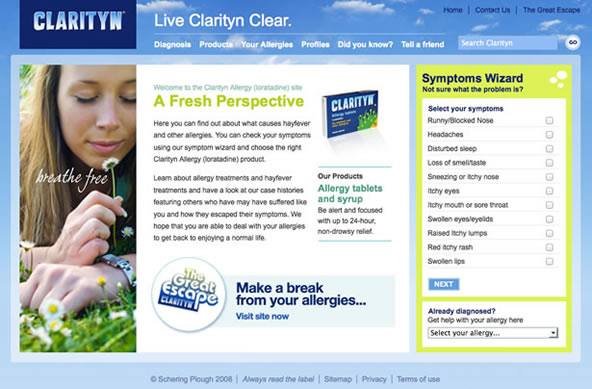 CLARITYN
Live Clarityn Clear.
Home | Contact Us | The Great Escape
Diagnosis Products Your Allergies Profiles Did you know? Tell a friend
Search Clarityn
GO
breathe free
Welcome to the Clarityn Allergy (loratadine) site
A Fresh Perspective
Here you can find out about what causes hayfever
and other allergies. You can check your symptoms
using our symptom wizard and choose the right
Clarityn Allergy (loratadine) product.
Learn about allergy treatments and hayfever
treatments and have a look at our case histories
featuring others who have may have suffered like
you and how they escaped their symptoms. We
hope that you are able to deal with your allergies
to get back to enjoying a normal life.
CLARITYN
Allergy tablets
Our Products
Allergy tablets
and syrup
Be alert and focused
with up to 24-hour,
non-drowsy relief.
The
Great
Escape
CLARITYN
Make a break
from your allergies...
Visit site now
Symptoms Wizard
Not sure what the problem is?
Select your symptoms
Runny/Blocked Nose
Headaches
Disturbed sleep
Loss of smell/taste
Sneezing or itchy nose
Itchy eyes
Itchy mouth or sore throat
Swollen eyes/eyelids
Raised Itchy lumps
Red itchy rash
Swollen lips
NEXT
Already diagnosed?
Get help with your allergy here
Select your allergy...
© Schering Plough 2008 | Always read the label | Sitemap | Privacy | Terms of use